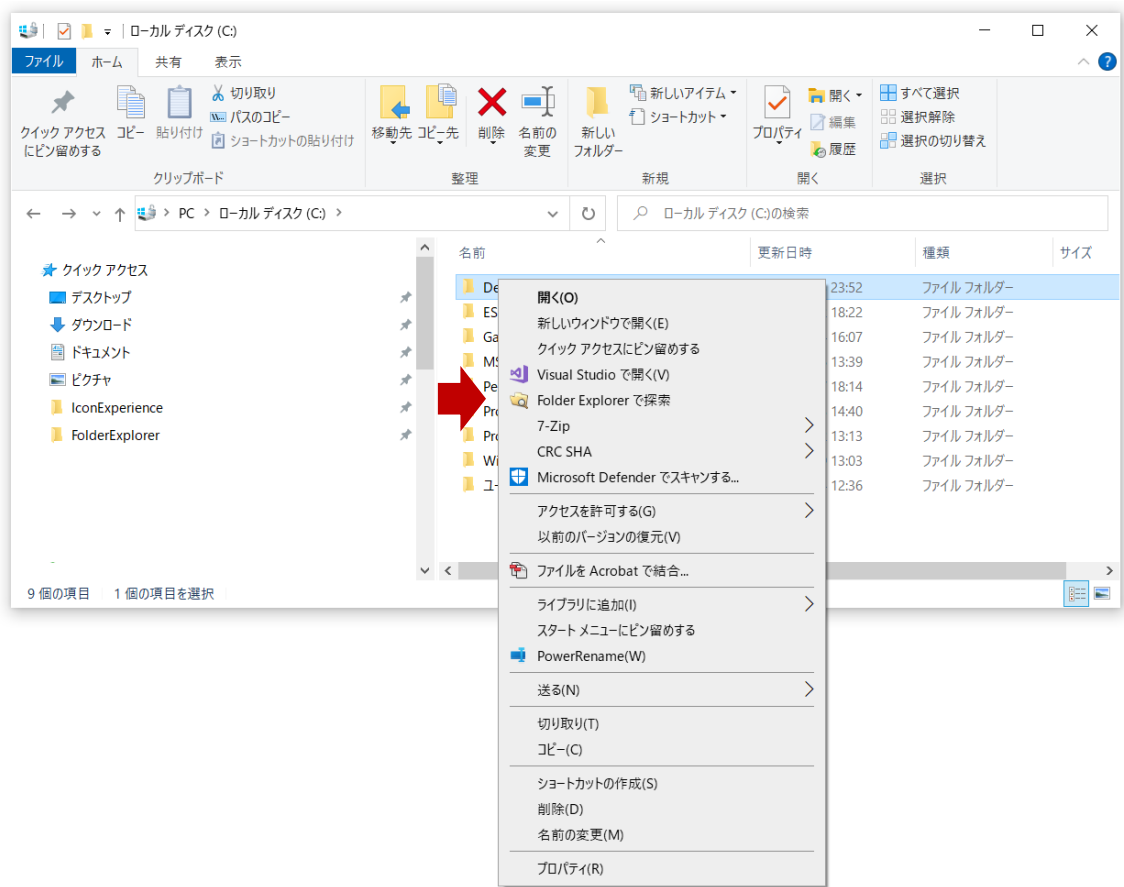 ローカル ディスク (C:)
ファイル
ホーム
共有
表示
クイック アクセス
にピン留めする
コピー
貼り付け
切り取り
パスのコピー
ショートカットの貼り付け
クリップボード
移動先
コピー先
削除
名前の
変更
整理
新しい
フォルダー
新しいアイテム
ショートカット
新規
プロパティ
開く
編集
履歴
開く
すべて選択
選択解除
選択の切り替え
選択
PC
ローカル ディスク (C:)
ローカル ディスク (C:)の検索
クイック アクセス
デスクトップ
ダウンロード
ドキュメント
ピクチャ
IconExperience
FolderExplorer
名前 更新日時 種類 サイズ
De 23:52 ファイル フォルダー
ES 18:22 ファイル フォルダー
Ga 16:07 ファイル フォルダー
MS 13:39 ファイル フォルダー
Pe 18:14 ファイル フォルダー
Pro 14:40 ファイル フォルダー
Pro 13:13 ファイル フォルダー
Wi 13:03 ファイル フォルダー
ユー 12:36 ファイル フォルダー
開く(O)
新しいウィンドウで開く(E)
クイック アクセスにピン留めする
Visual Studio で開く(V)
Folder Explorer で探索
7-Zip
CRC SHA
Microsoft Defender でスキャンする...
アクセスを許可する(G)
以前のバージョンの復元(V)
ファイルを Acrobat で結合...
ライブラリに追加(I)
スタート メニューにピン留めする
PowerRename(W)
送る(N)
切り取り(T)
コピー(C)
ショートカットの作成(S)
削除(D)
名前の変更(M)
プロパティ(R)
9 個の項目
1 個の項目を選択